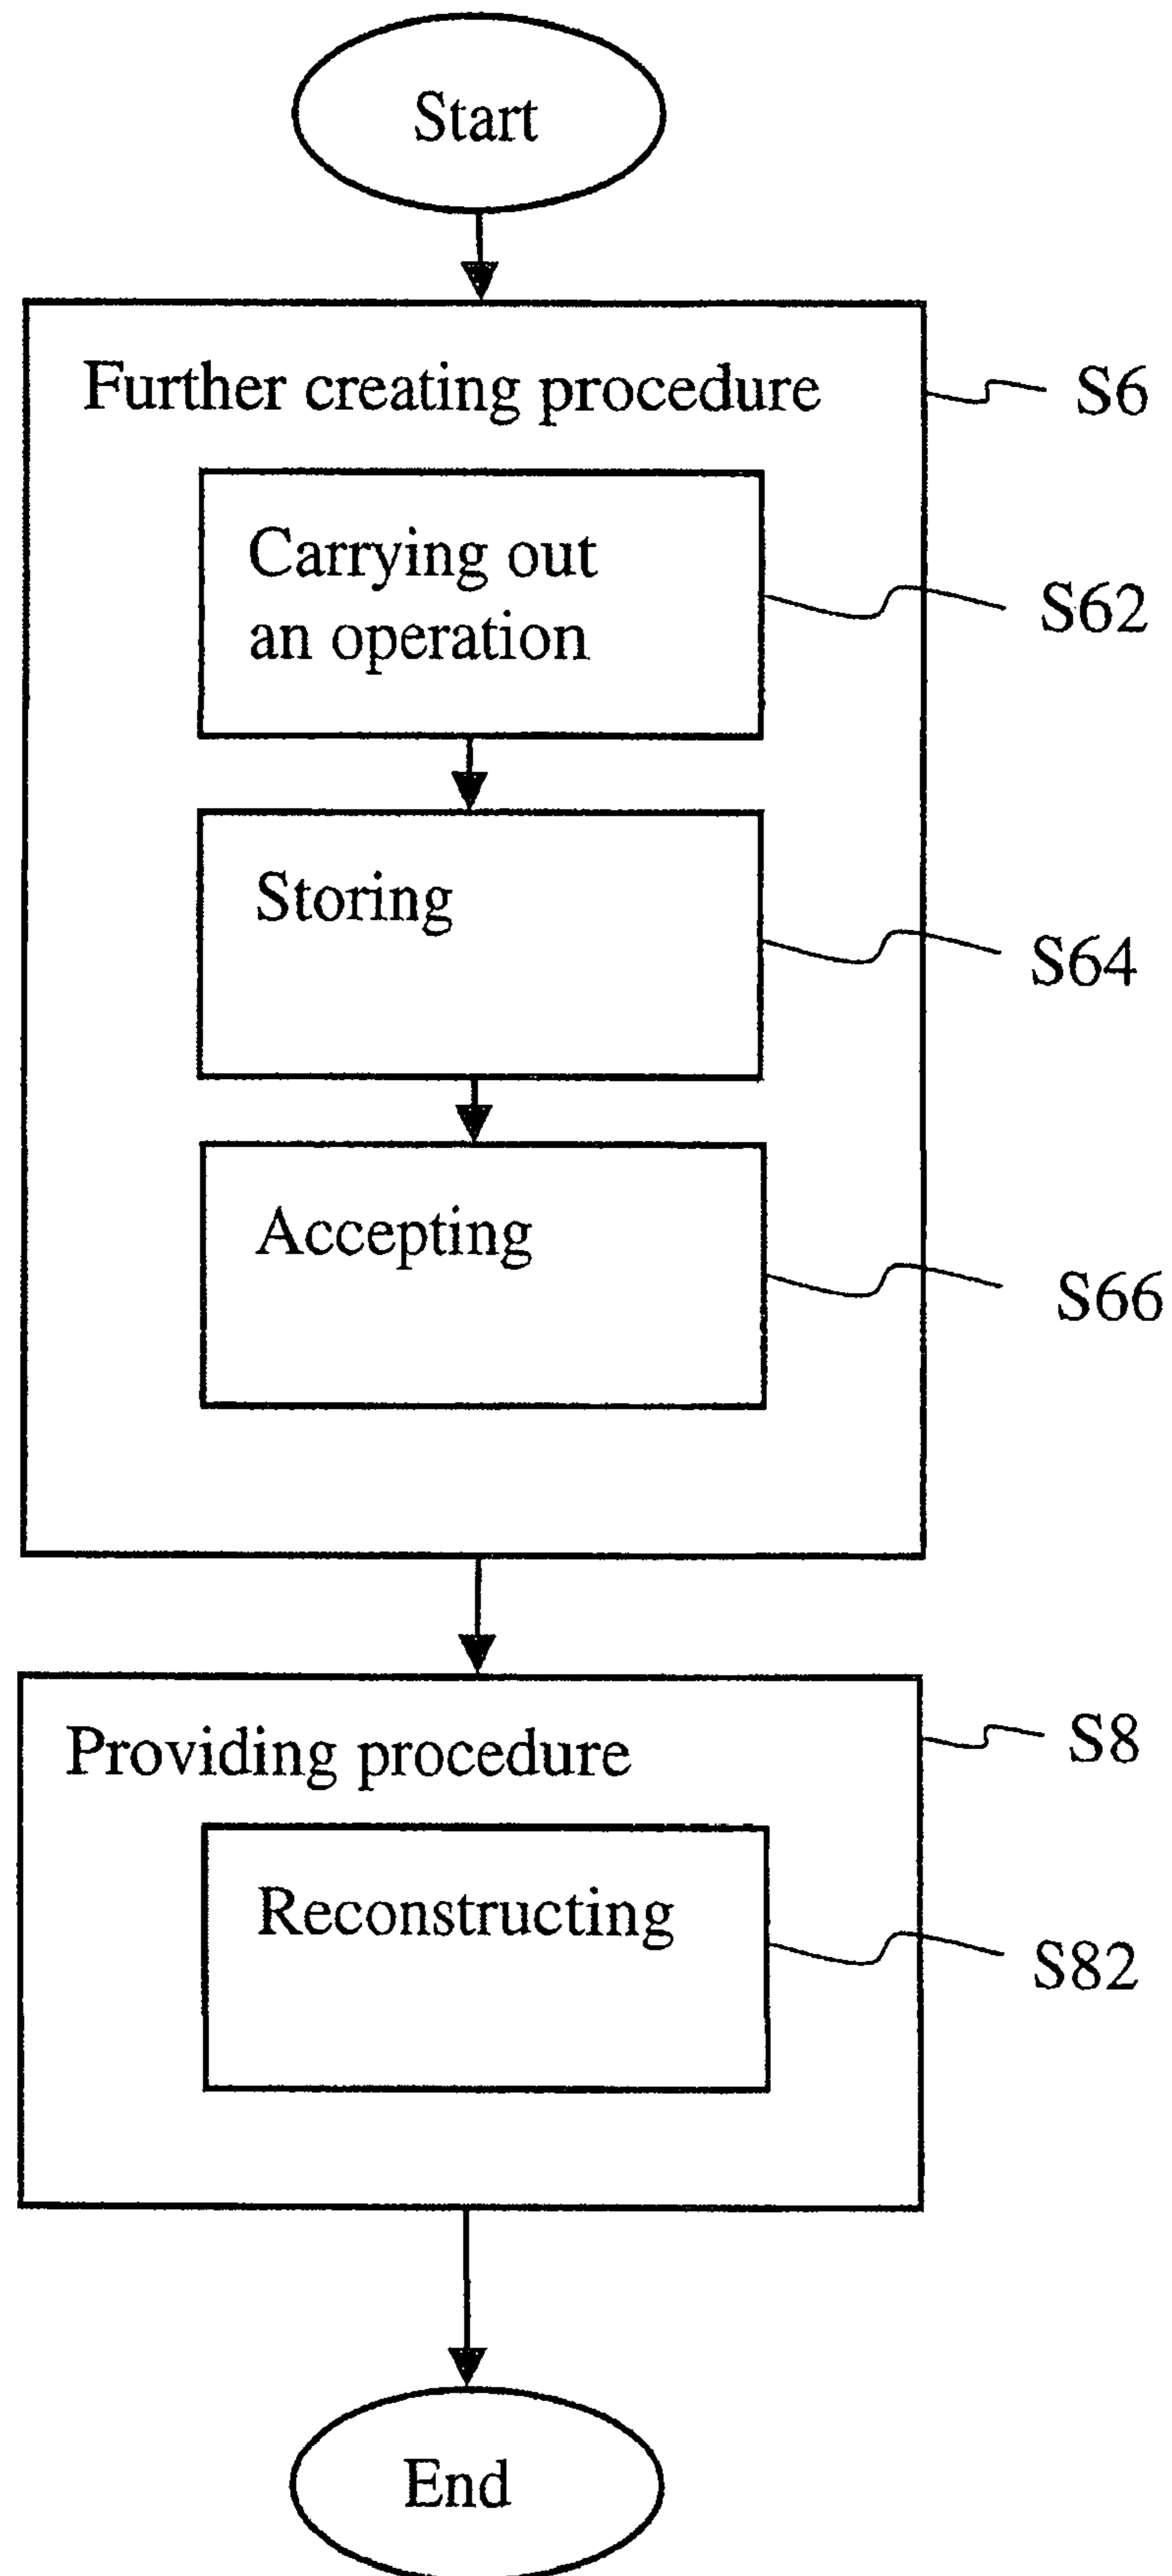 Start
Further creating procedure
S6
Carrying out
an operation
S62
Storing
S64
Accepting
S66
Providing procedure
S8
Reconstructing
S82
End